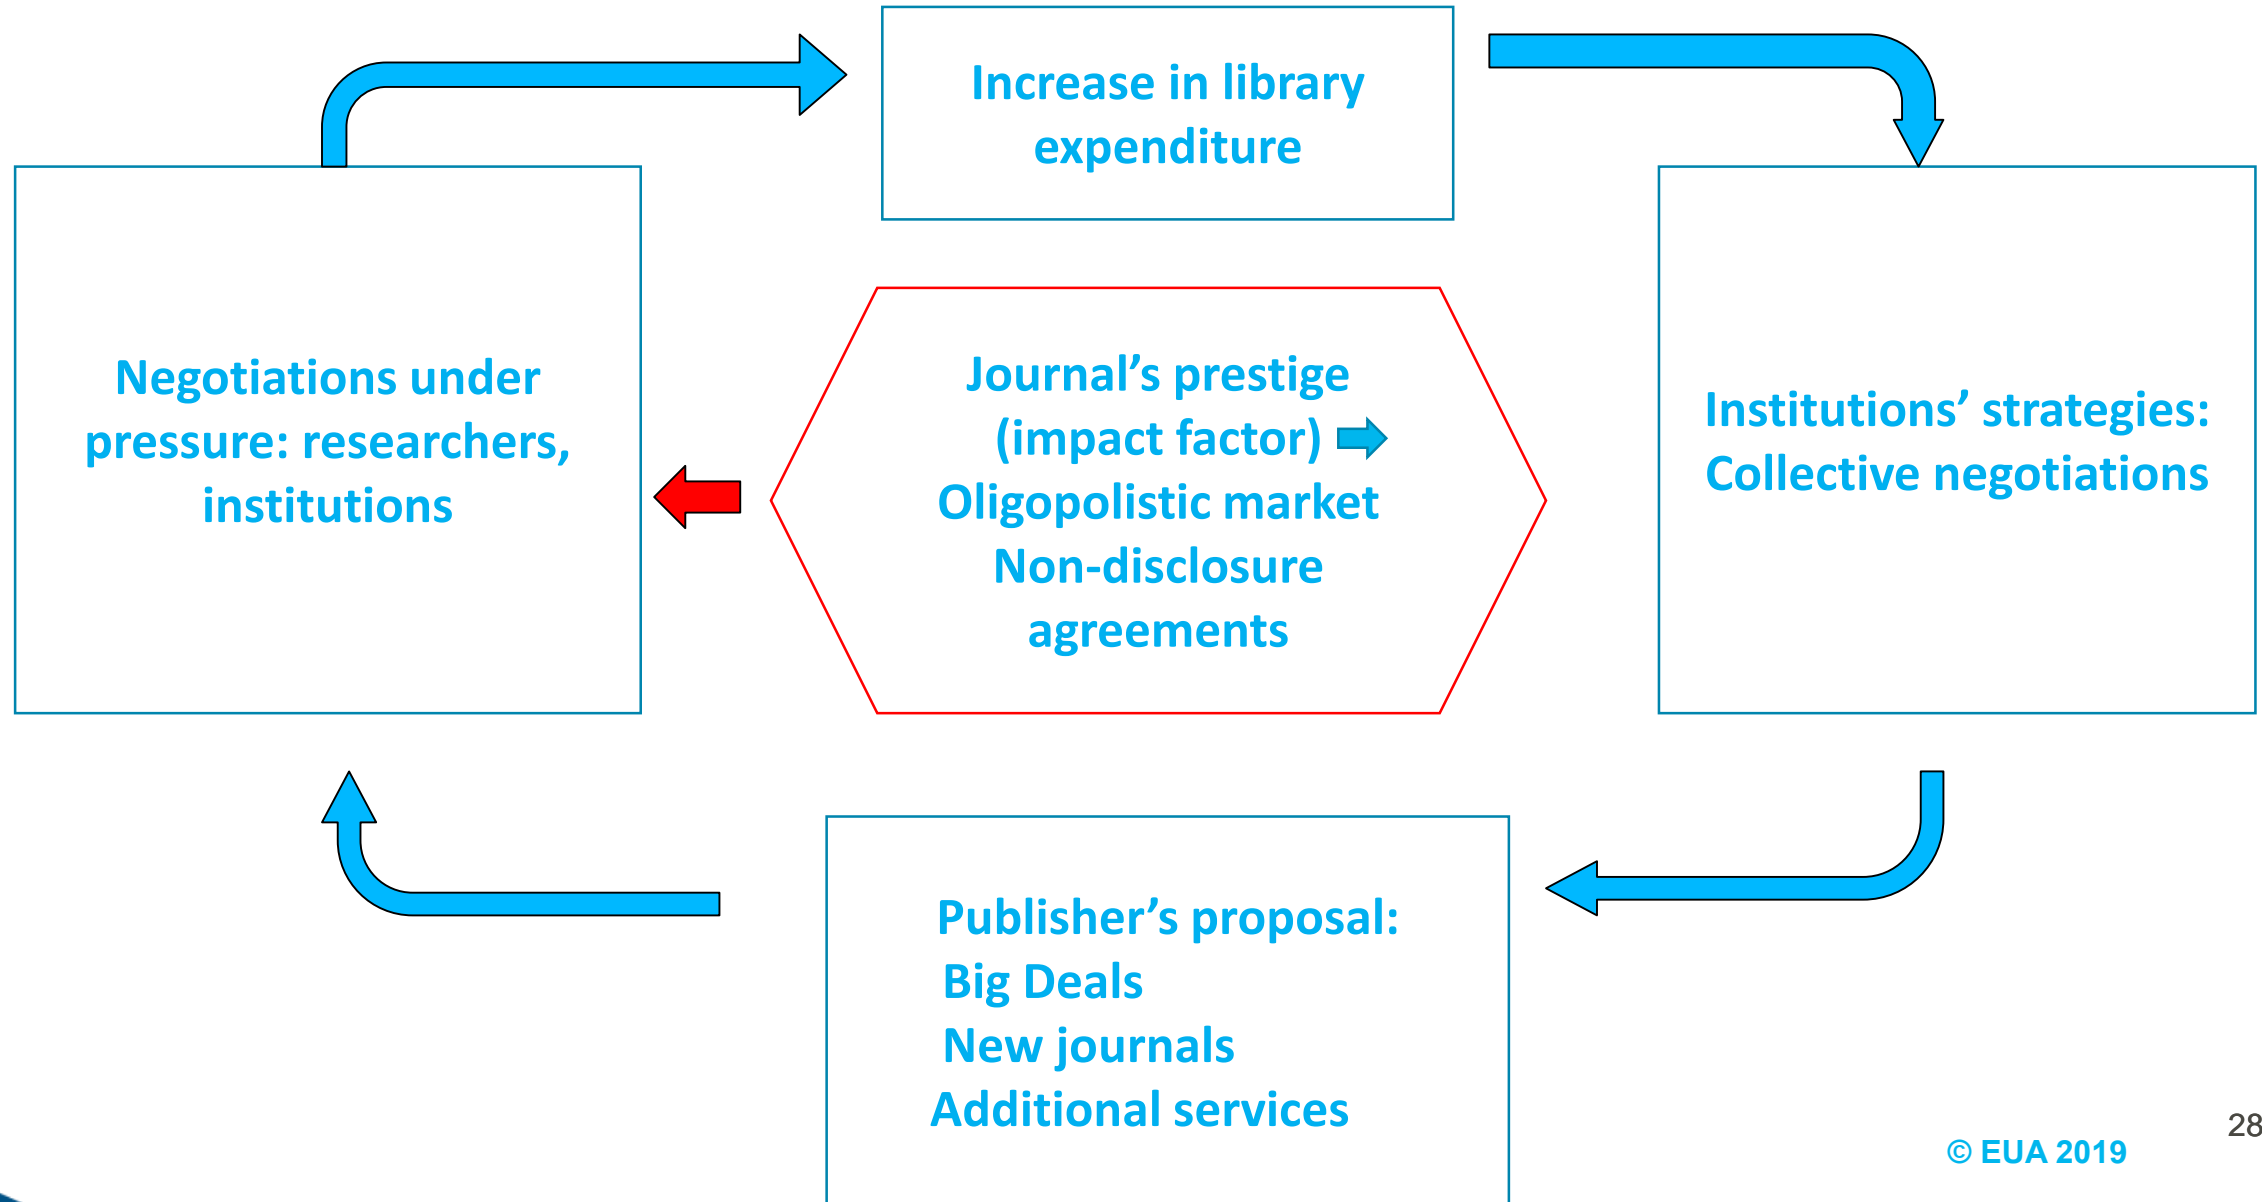 Increase in library
expenditure
Negotiations under
pressure: researchers,
institutions
Journal’s prestige
(impact factor)
Oligopolistic market
Non-disclosure
agreements
Institutions’ strategies:
Collective negotiations
Publisher’s proposal:
Big Deals
New journals
Additional services
28
© EUA 2019